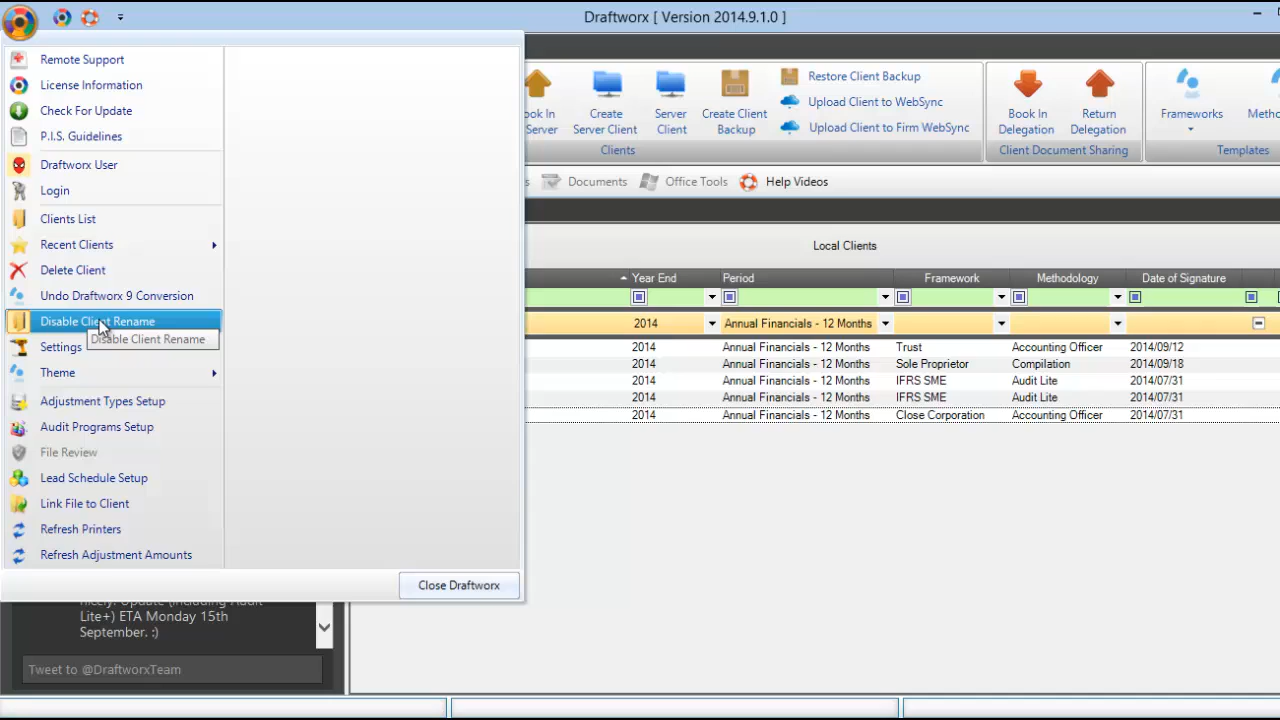 Draftworx [ Version 2014.9.1.0 ]
Remote Support
License Information
Check For Update
P.I.S. Guidelines
Draftworx User
Login
Clients List
Recent Clients
Delete Client
Undo Draftworx 9 Conversion
Disable Client Rename
Disable Client Rename
Settings
Theme
Adjustment Types Setup
Audit Programs Setup
File Review
Lead Schedule Setup
Link File to Client
Refresh Printers
Refresh Adjustment Amounts
Close Draftworx
In
Server
Create
Server Client
Server
Client
Create Client
Backup
Restore Client Backup
Upload Client to WebSync
Upload Client to Firm WebSync
Clients
Book In
Delegation
Return
Delegation
Client Document Sharing
Frameworks
Templates
Documents
Office Tools
Help Videos
Local Clients
Year End Period Framework Methodology Date of Signature
2014 Annual Financials - 12 Months
2014 Annual Financials - 12 Months Trust Accounting Officer 2014/09/12
2014 Annual Financials - 12 Months Sole Proprietor Compilation 2014/09/18
2014 Annual Financials - 12 Months IFRS SME Audit Lite 2014/07/31
2014 Annual Financials - 12 Months IFRS SME Audit Lite 2014/07/31
2014 Annual Financials - 12 Months Close Corporation Accounting Officer 2014/07/31
Lite+) ETA Monday 15th
September. :)
Tweet to @DraftworxTeam